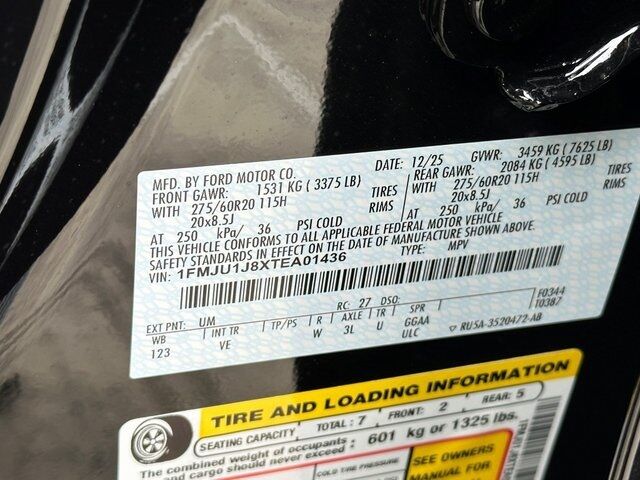 MFD. BY FORD MOTOR CO. DATE: 12/25 GVWR: 3459 KG (7625 LB)
FRONT GAWR: 1531 KG (3375 LB) REAR GAWR: 2084 KG (4595 LB)
WITH 275/60R20 115H TIRES WITH 275/60R20 115H TIRES
20x8.5J RIMS 20x8.5J RIMS
AT 250 kPa/ 36 PSI COLD AT 250 kPa/ 36 PSI COLD
THIS VEHICLE CONFORMS TO ALL APPLICABLE FEDERAL MOTOR VEHICLE
SAFETY STANDARDS IN EFFECT ON THE DATE OF MANUFACTURE SHOWN ABOVE.
VIN: 1FMJU1J8XTEA01436 TYPE: MPV
EXT PNT: UM RC: 27 DSO: F0344
WB INT TR TP/PS R AXLE TR SPR T0387
123 VE W 3L U GGAA
ULC RU5A-3520472-AB
TIRE AND LOADING INFORMATION
SEATING CAPACITY TOTAL: 7 FRONT: 2 REAR: 5
The combined weight of occupants
and cargo should never exceed: 601 kg or 1325 lbs.
COLD TIRE PRESSURE
SEE OWNERS
MANUAL FOR